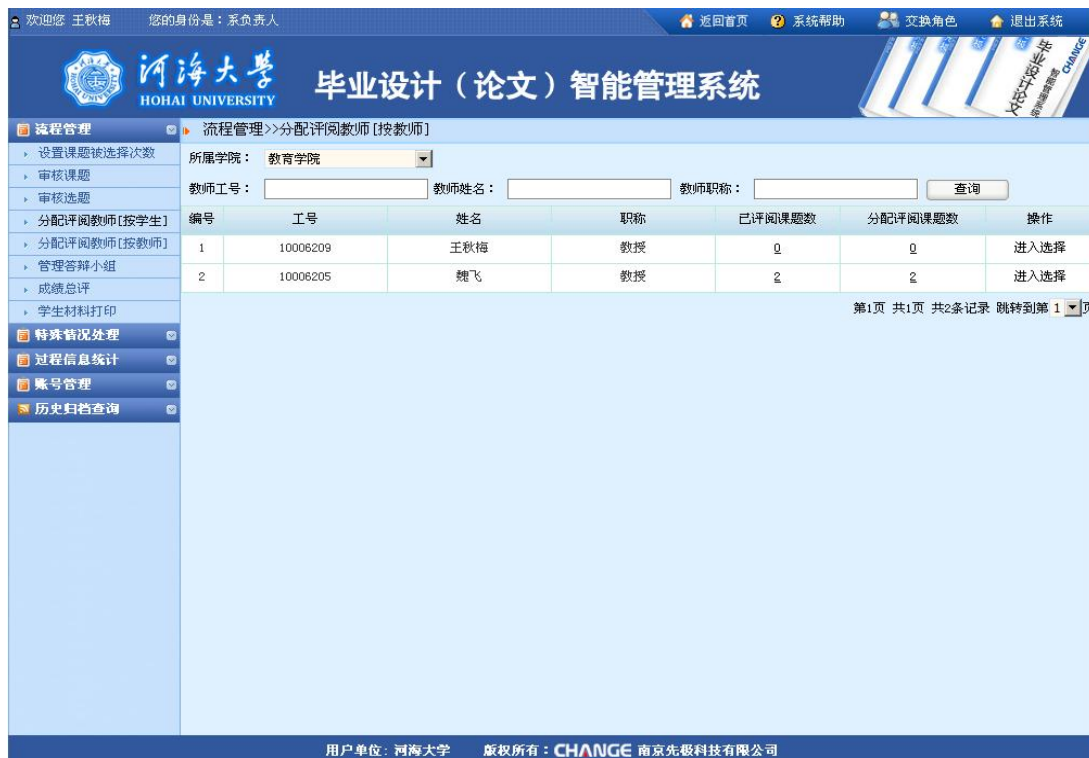 欢迎您 王秋梅 您的身份是：系负责人 返回首页 系统帮助 交换角色 退出系统
河海大学 HOHAI UNIVERSITY 毕业设计（论文）智能管理系统
毕业设计论文 智能管理系统 CHANGE
流程管理
设置课题被选择次数
审核课题
审核选题
分配评阅教师[按学生]
分配评阅教师[按教师]
管理答辩小组
成绩总评
学生材料打印
特殊情况处理
过程信息统计
账号管理
历史归档查询
流程管理>>分配评阅教师[按教师]
所属学院： 教育学院
教师工号： 教师姓名： 教师职称： 查询
编号 工号 姓名 职称 已评阅课题数 分配评阅课题数 操作
1 10006209 王秋梅 教授 0 0 进入选择
2 10006205 魏飞 教授 2 2 进入选择
第1页 共1页 共2条记录 跳转到第 1 页
用户单位：河海大学 版权所有：CHANGE 南京先极科技有限公司